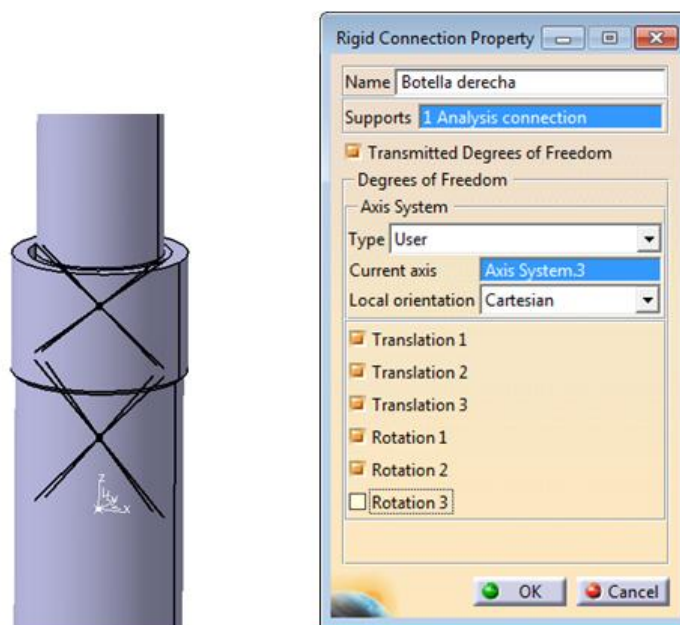 Rigid Connection Property
Name Botella derecha
Supports 1 Analysis connection
Transmitted Degrees of Freedom
Degrees of Freedom
Axis System
Type User
Current axis Axis System.3
Local orientation Cartesian
Translation 1
Translation 2
Translation 3
Rotation 1
Rotation 2
Rotation 3
OK Cancel
z
x